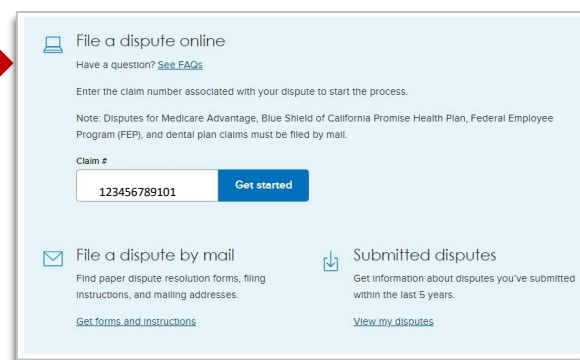 File a dispute online
Have a question? See FAQs
Enter the claim number associated with your dispute to start the process.
Note: Disputes for Medicare Advantage, Blue Shield of California Promise Health Plan, Federal Employee
Program (FEP), and dental plan claims must be filed by mail.
Claim #
123456789101
Get started
File a dispute by mail
Find paper dispute resolution forms, filing
instructions, and mailing addresses.
Get forms and instructions
Submitted disputes
Get information about disputes you've submitted
within the last 5 years.
View my disputes